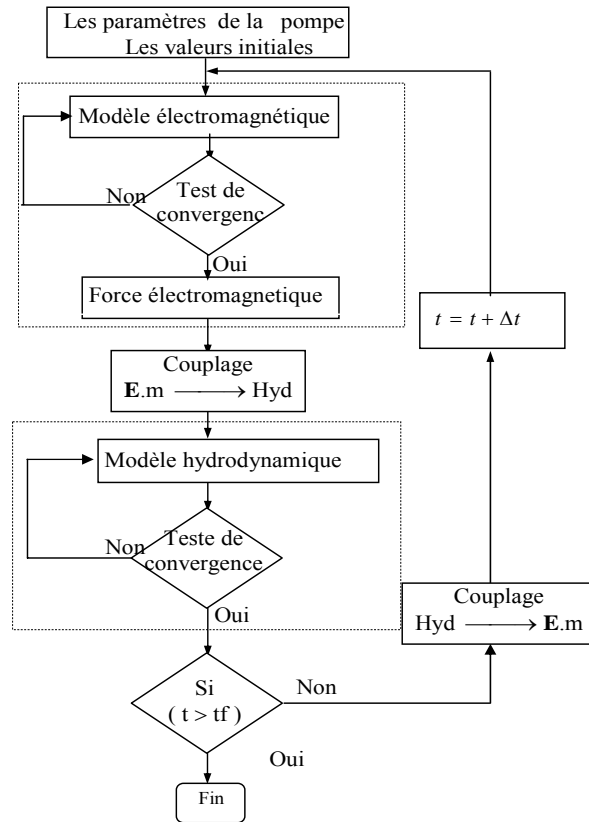 Les paramètres de la pompe
Les valeurs initiales
Modèle électromagnétique
Non
Test de
convergenc
Oui
Force électromagnetique
t = t + Δt
Couplage
E.m ⟶ Hyd
Modèle hydrodynamique
Non
Teste de
convergence
Oui
Couplage
Hyd ⟶ E.m
Si
( t > tf )
Non
Oui
Fin